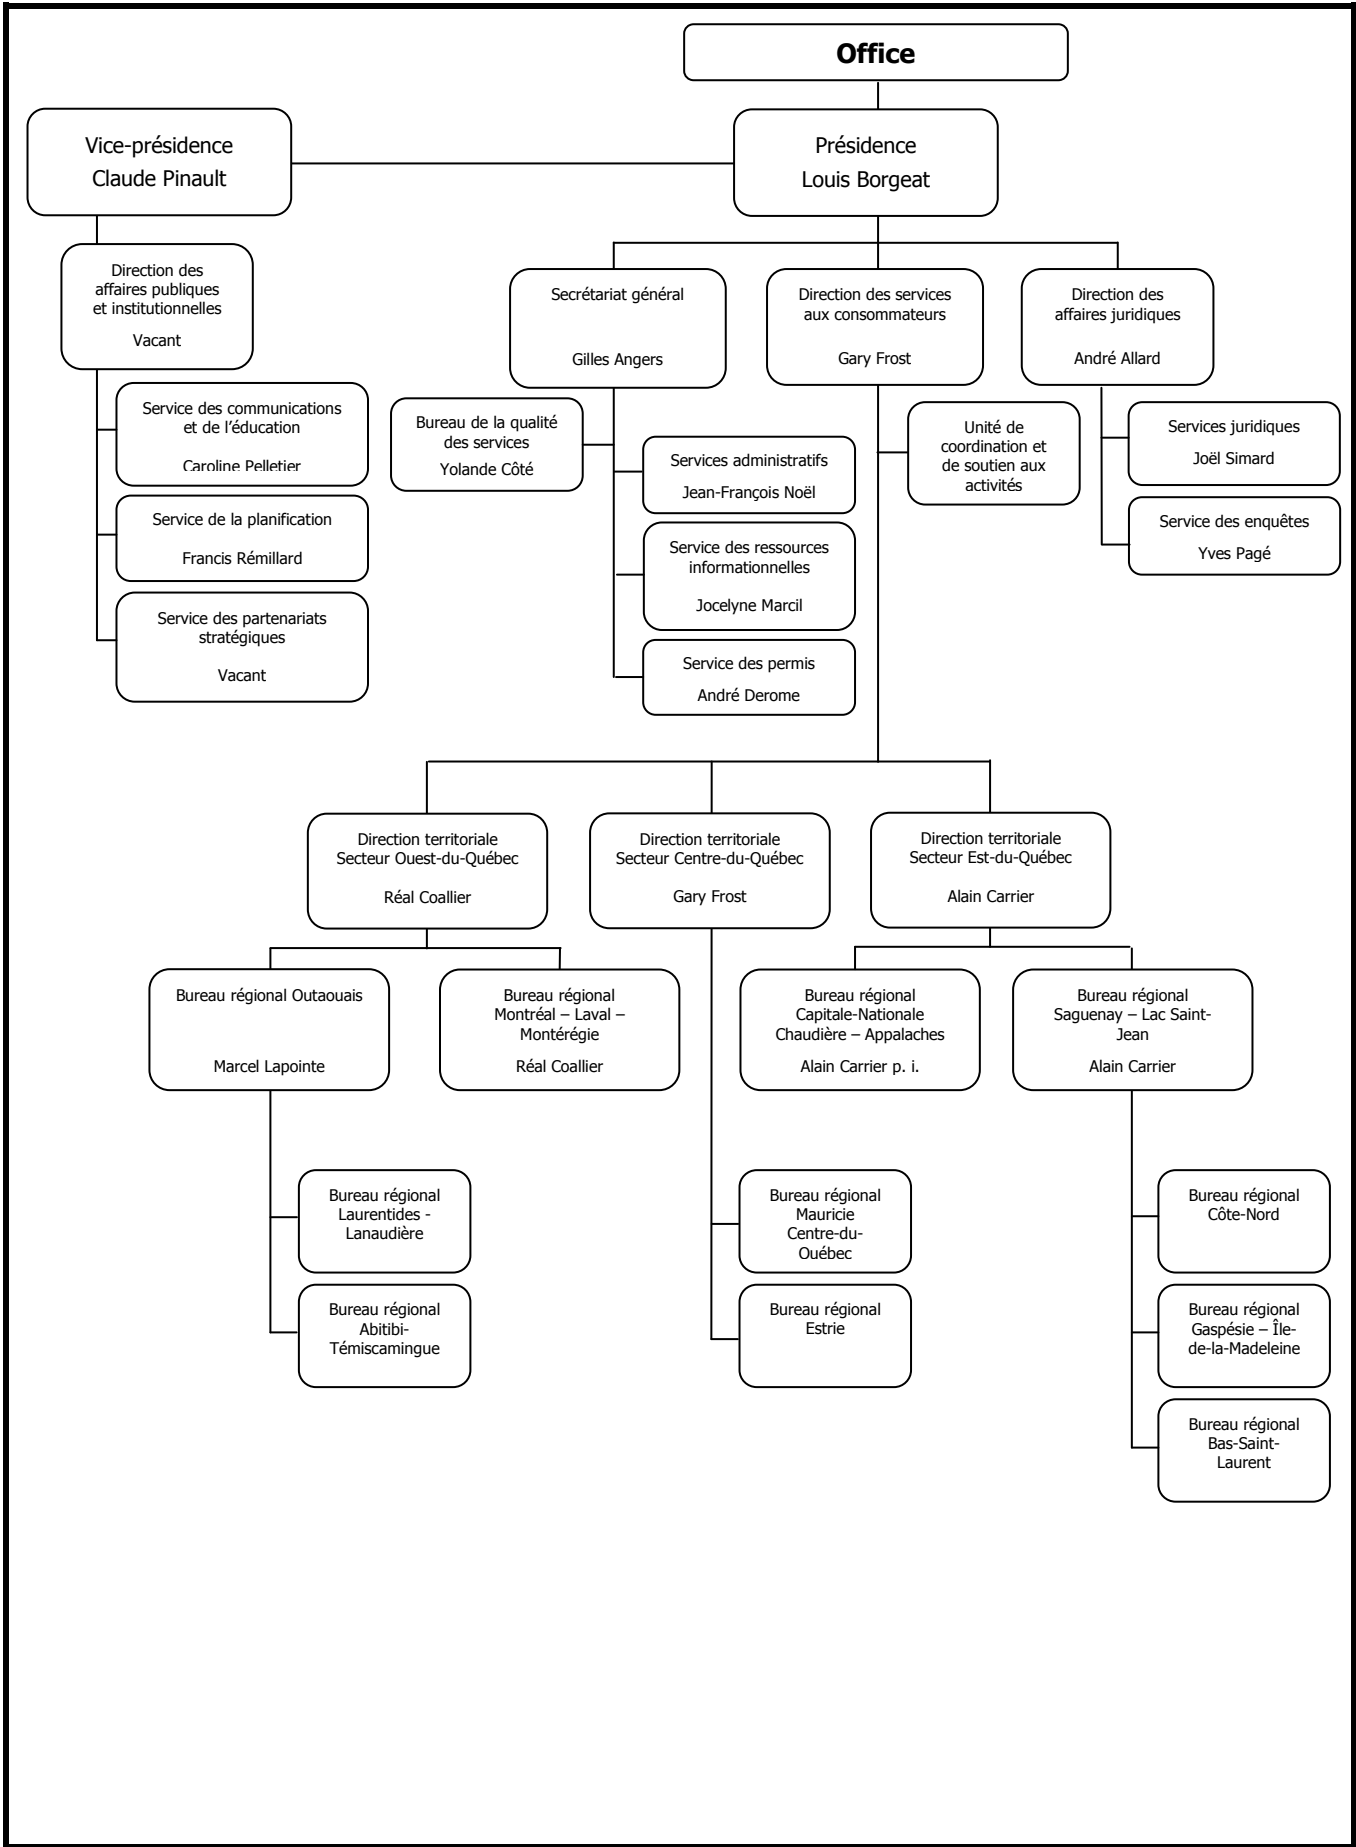 Office
Vice-présidence
Claude Pinault
Présidence
Louis Borgeat
Direction des
affaires publiques
et institutionnelles
Vacant
Service des communications
et de l'éducation
Caroline Pelletier
Service de la planification
Francis Rémillard
Service des partenariats
stratégiques
Vacant
Secrétariat général
Gilles Angers
Bureau de la qualité
des services
Yolande Côté
Services administratifs
Jean-François Noël
Service des ressources
informationnelles
Jocelyne Marcil
Service des permis
André Derome
Direction des services
aux consommateurs
Gary Frost
Unité de
coordination et
de soutien aux
activités
Direction des
affaires juridiques
André Allard
Services juridiques
Joël Simard
Service des enquêtes
Yves Pagé
Direction territoriale
Secteur Ouest-du-Québec
Réal Coallier
Direction territoriale
Secteur Centre-du-Québec
Gary Frost
Direction territoriale
Secteur Est-du-Québec
Alain Carrier
Bureau régional Outaouais
Marcel Lapointe
Bureau régional
Montréal – Laval –
Montérégie
Réal Coallier
Bureau régional
Capitale-Nationale
Chaudière – Appalaches
Alain Carrier p. i.
Bureau régional
Saguenay – Lac Saint-
Jean
Alain Carrier
Bureau régional
Laurentides -
Lanaudière
Bureau régional
Abitibi-
Témiscamingue
Bureau régional
Mauricie
Centre-du-
Québec
Bureau régional
Estrie
Bureau régional
Côte-Nord
Bureau régional
Gaspésie – Île-
de-la-Madeleine
Bureau régional
Bas-Saint-
Laurent